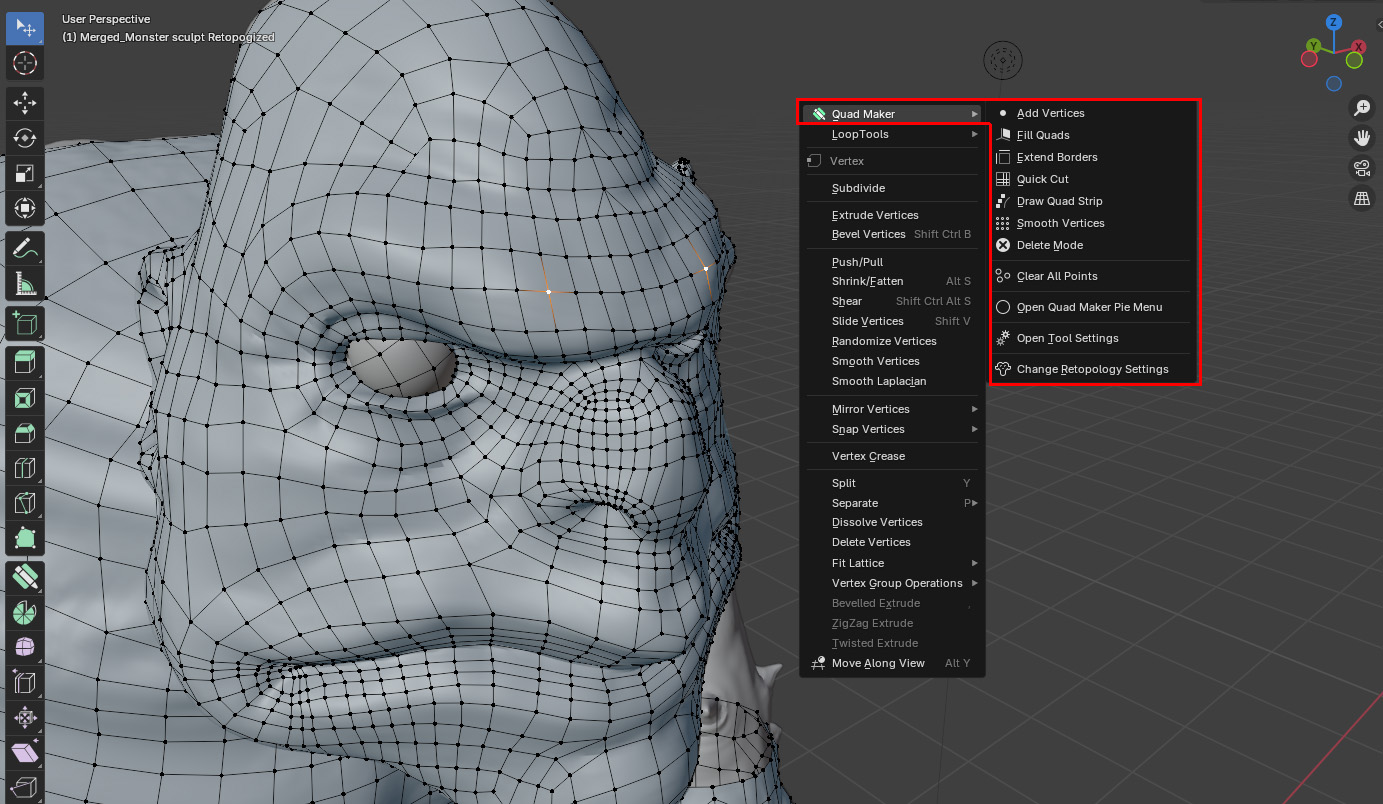 User Perspective
(1) Merged_Monster sculpt Retopogized
Z
Y
X
Quad Maker
LoopTools
Vertex
Subdivide
Extrude Vertices
Bevel Vertices Shift Ctrl B
Push/Pull
Shrink/Fatten Alt S
Shear Shift Ctrl Alt S
Slide Vertices Shift V
Randomize Vertices
Smooth Vertices
Smooth Laplacian
Mirror Vertices
Snap Vertices
Vertex Crease
Split Y
Separate P
Dissolve Vertices
Delete Vertices
Fit Lattice
Vertex Group Operations
Bevelled Extrude ,
ZigZag Extrude
Twisted Extrude
Move Along View Alt Y
Add Vertices
Fill Quads
Extend Borders
Quick Cut
Draw Quad Strip
Smooth Vertices
Delete Mode
Clear All Points
Open Quad Maker Pie Menu
Open Tool Settings
Change Retopology Settings